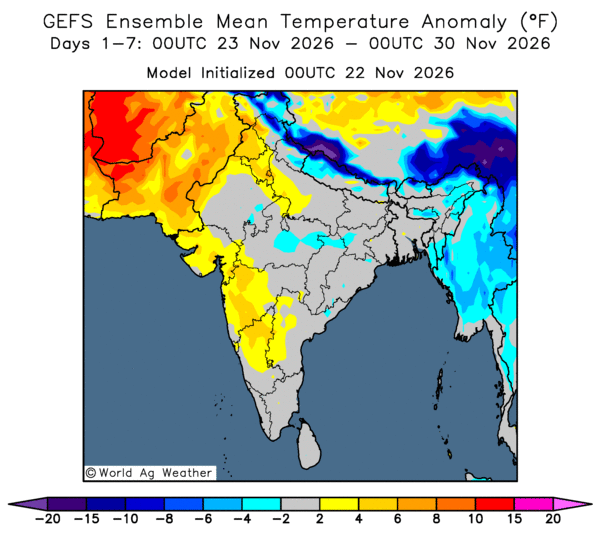 GEFS Ensemble Mean Temperature Anomaly (°F)
Days 1−7: 00UTC 23 Nov 2026 − 00UTC 30 Nov 2026
Model Initialized 00UTC 22 Nov 2026
© World Ag Weather
−20 −15 −10 −8 −6 −4 −2 2 4 6 8 10 15 20